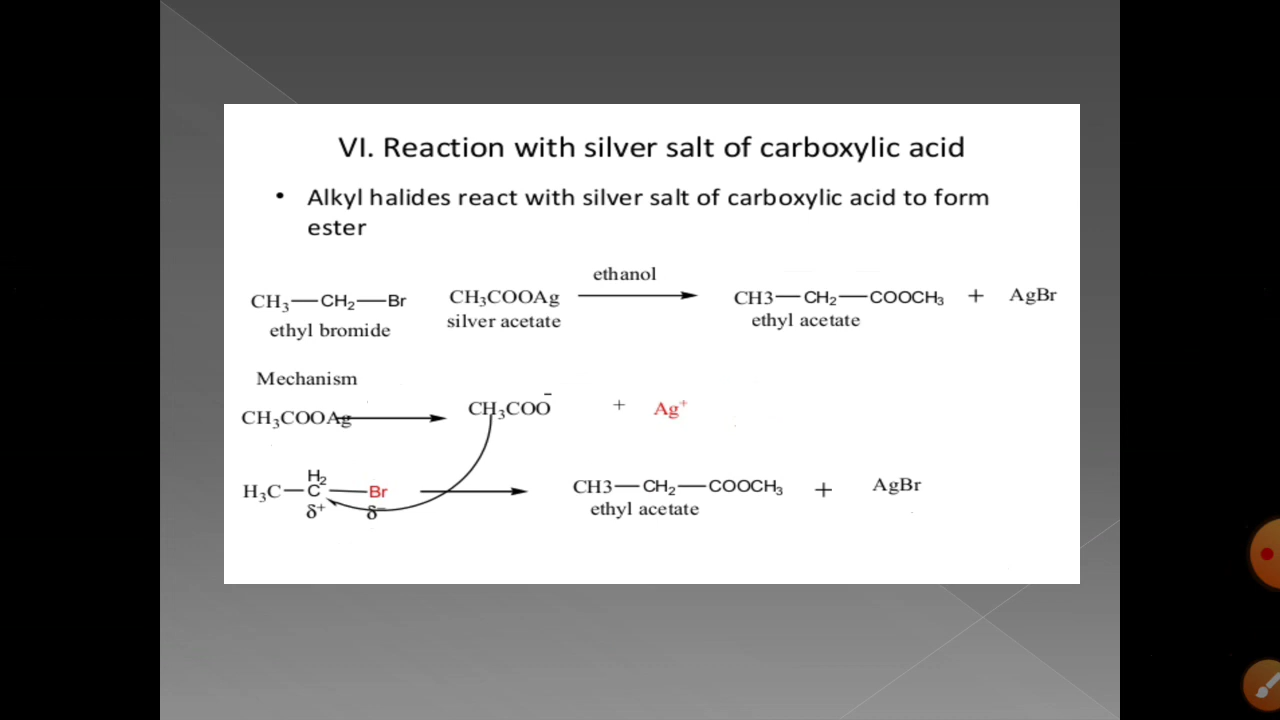 VI. Reaction with silver salt of carboxylic acid
• Alkyl halides react with silver salt of carboxylic acid to form
ester
ethanol
CH₃—CH₂—Br CH₃COOAg CH3—CH₂—COOCH₃ + AgBr
ethyl bromide silver acetate ethyl acetate
Mechanism
CH₃COOAg CH₃COO⁻ + Ag⁺
H₂
H₃C—C—Br CH3—CH₂—COOCH₃ + AgBr
δ⁺ δ⁻ ethyl acetate